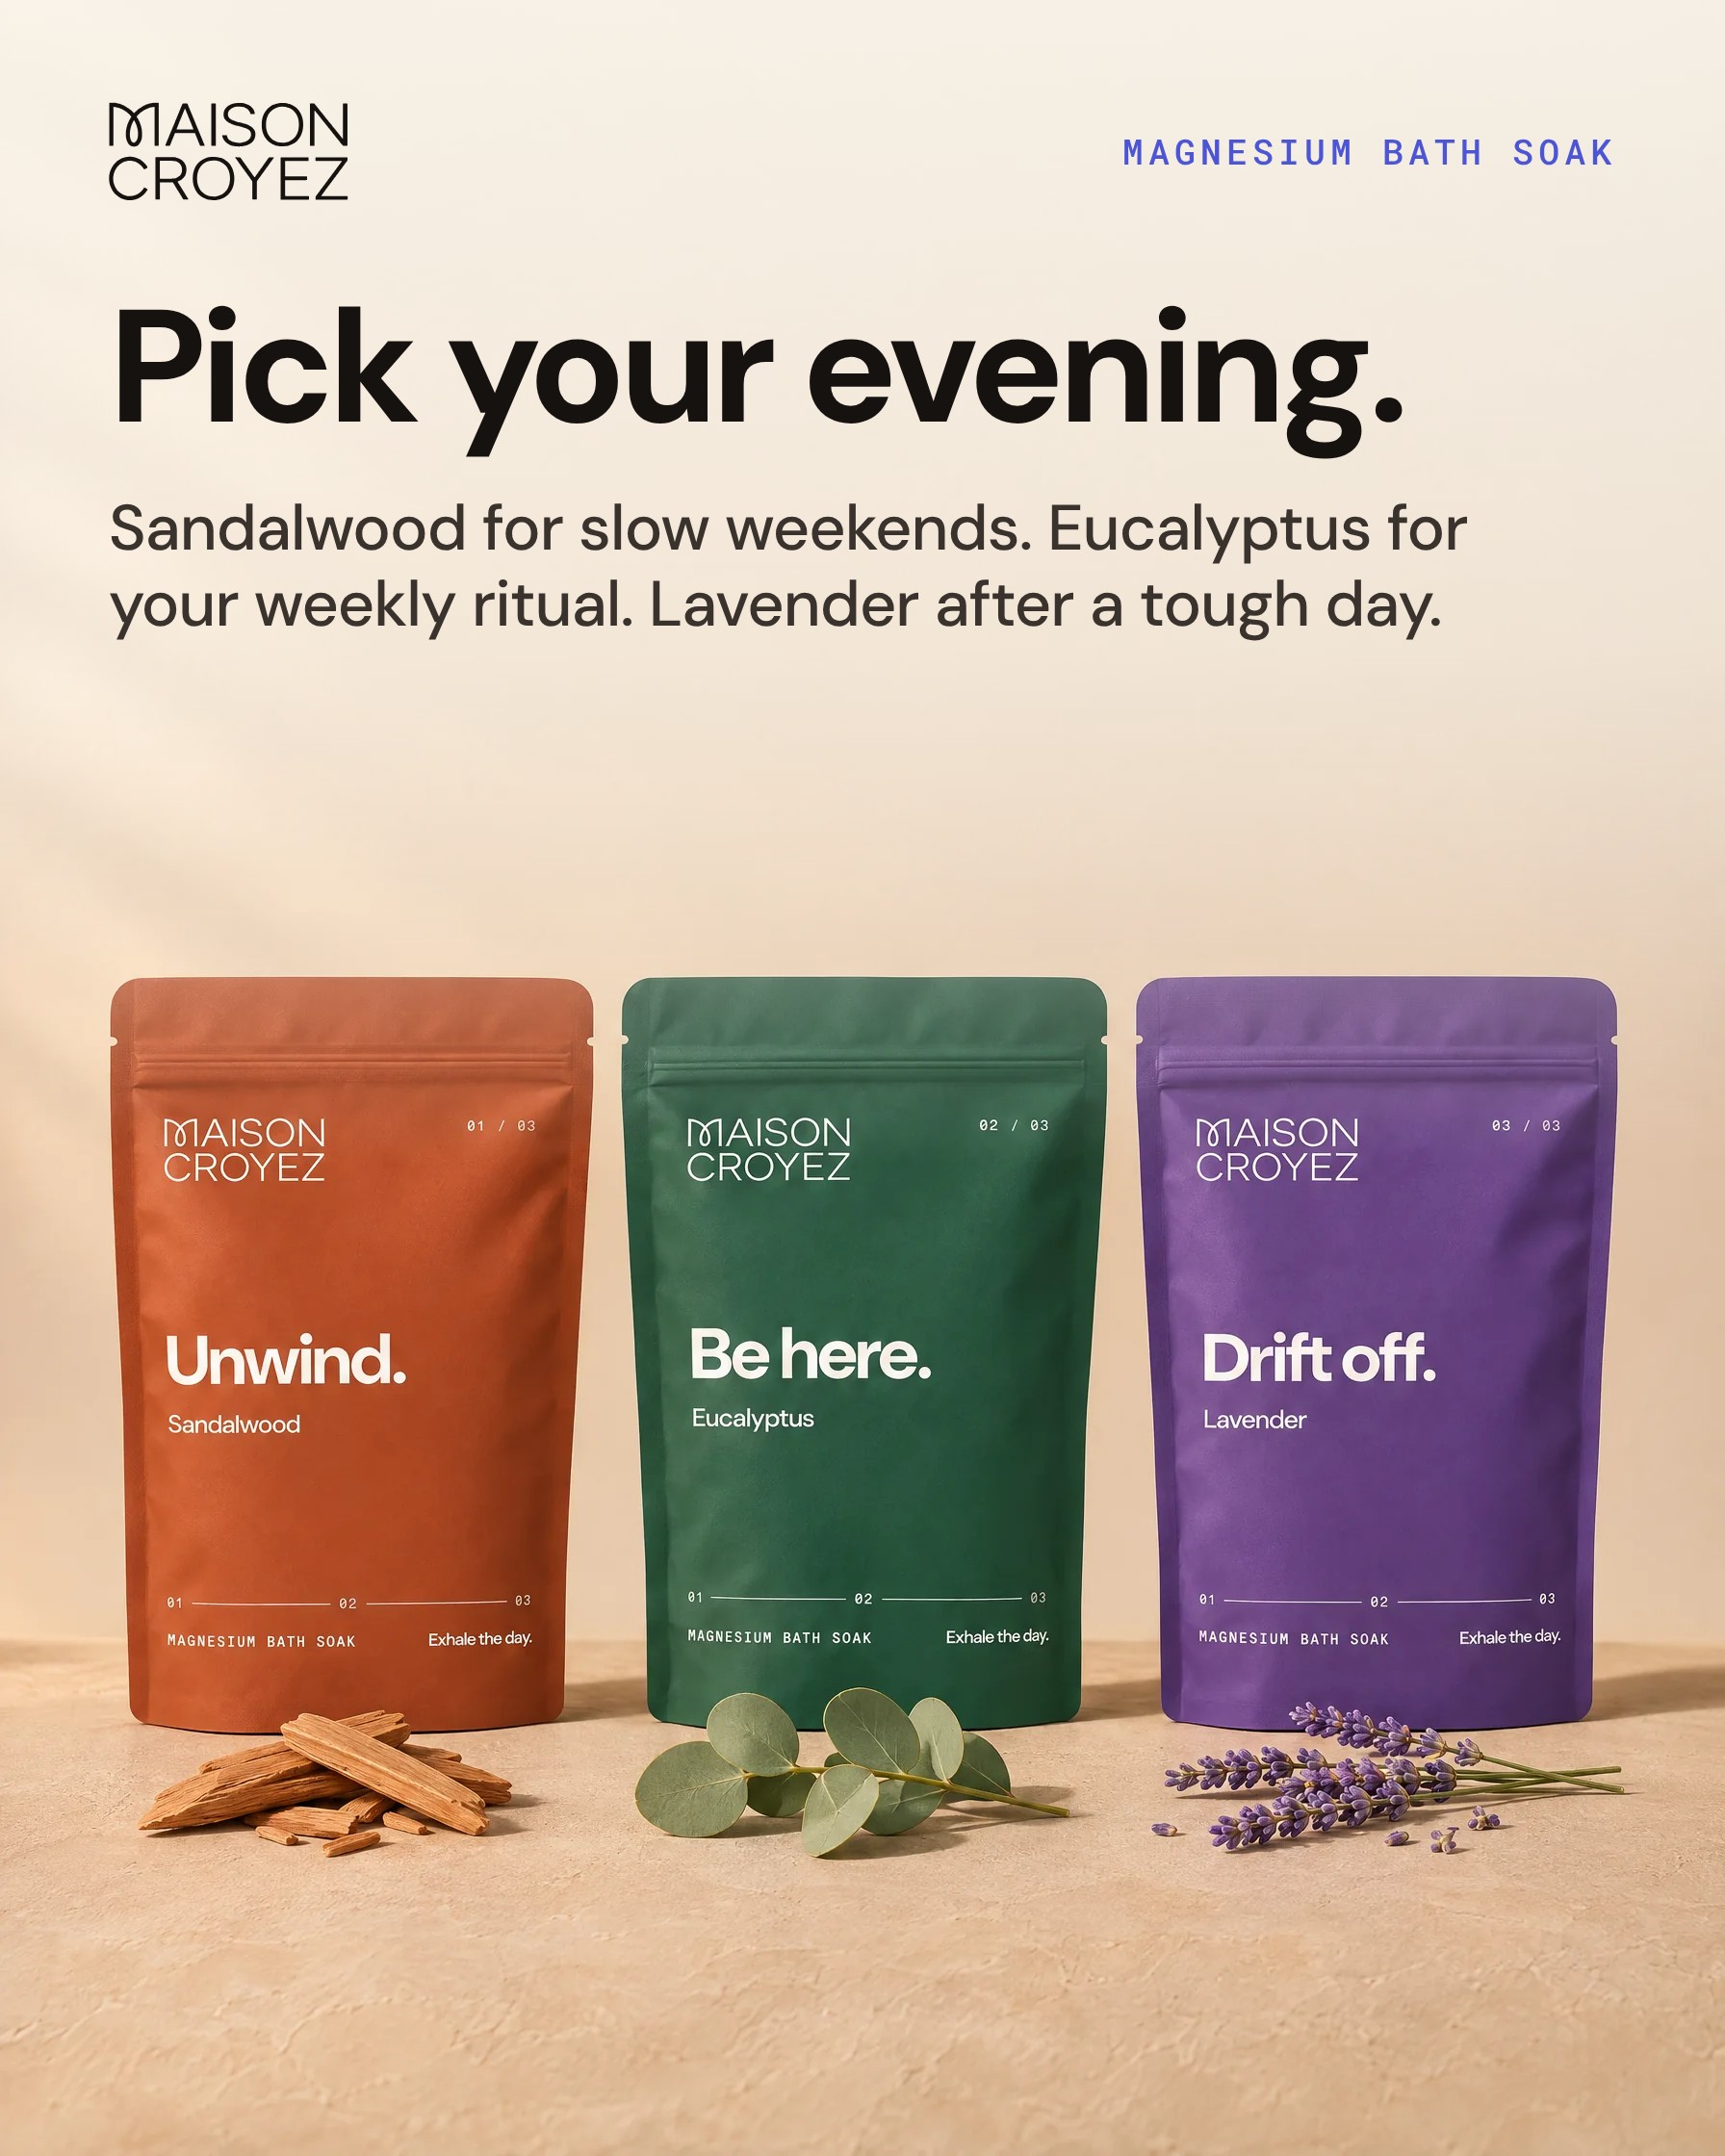 MAISON
CROYEZ
MAGNESIUM BATH SOAK
Pick your evening.
Sandalwood for slow weekends. Eucalyptus for
your weekly ritual. Lavender after a tough day.
MAISON
CROYEZ
01 / 03
Unwind.
Sandalwood
01 02 03
MAGNESIUM BATH SOAK Exhale the day.
MAISON
CROYEZ
02 / 03
Be here.
Eucalyptus
01 02 03
MAGNESIUM BATH SOAK Exhale the day.
MAISON
CROYEZ
03 / 03
Drift off.
Lavender
01 02 03
MAGNESIUM BATH SOAK Exhale the day.